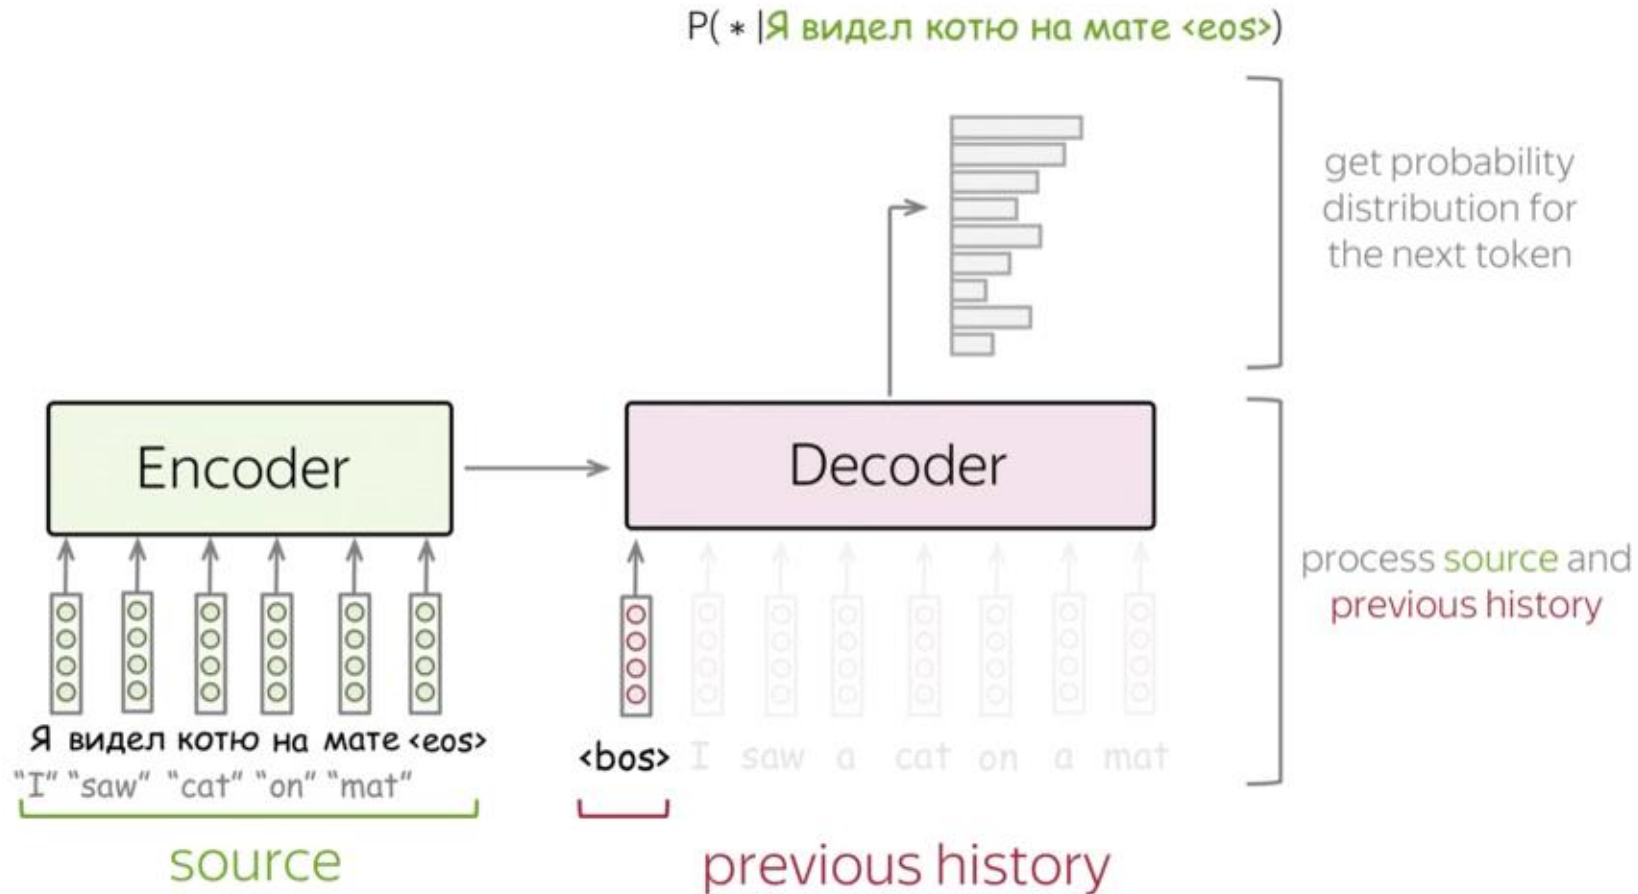 P( * |Я видел котю на мате <eos>)
get probability
distribution for
the next token
Encoder
Decoder
process source and
previous history
Я видел котю на мате <eos>
"I" "saw" "cat" "on" "mat"
<bos> I saw a cat on a mat
source
previous history